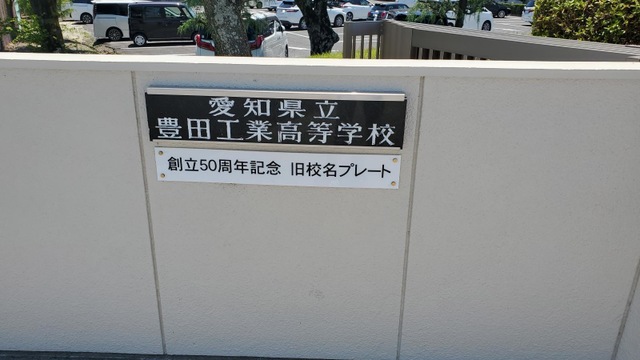 愛知県立
豊田工業高等学校
創立50周年記念 旧校名プレート